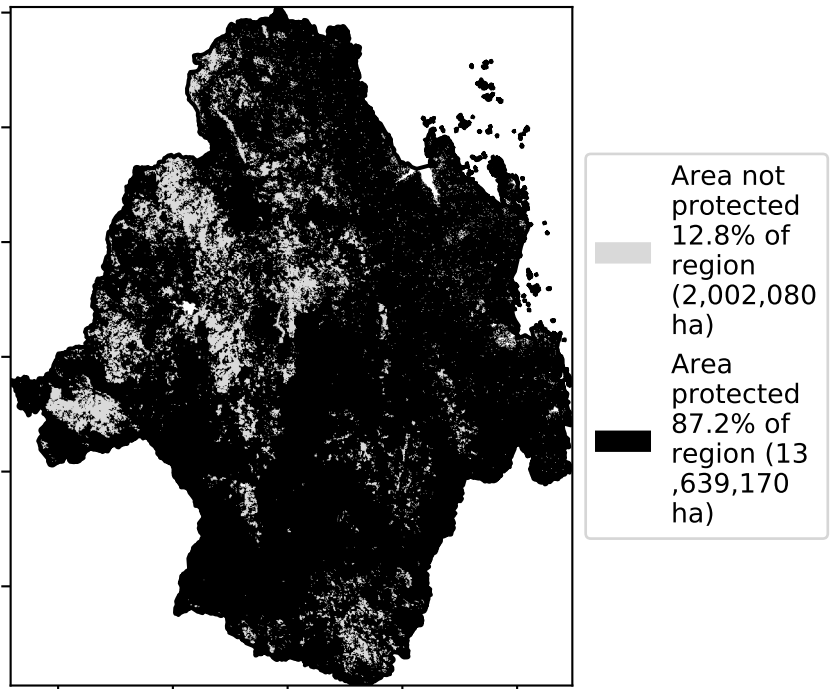 Area not
protected
12.8% of
region
(2,002,080
ha)
Area
protected
87.2% of
region (13
,639,170
ha)